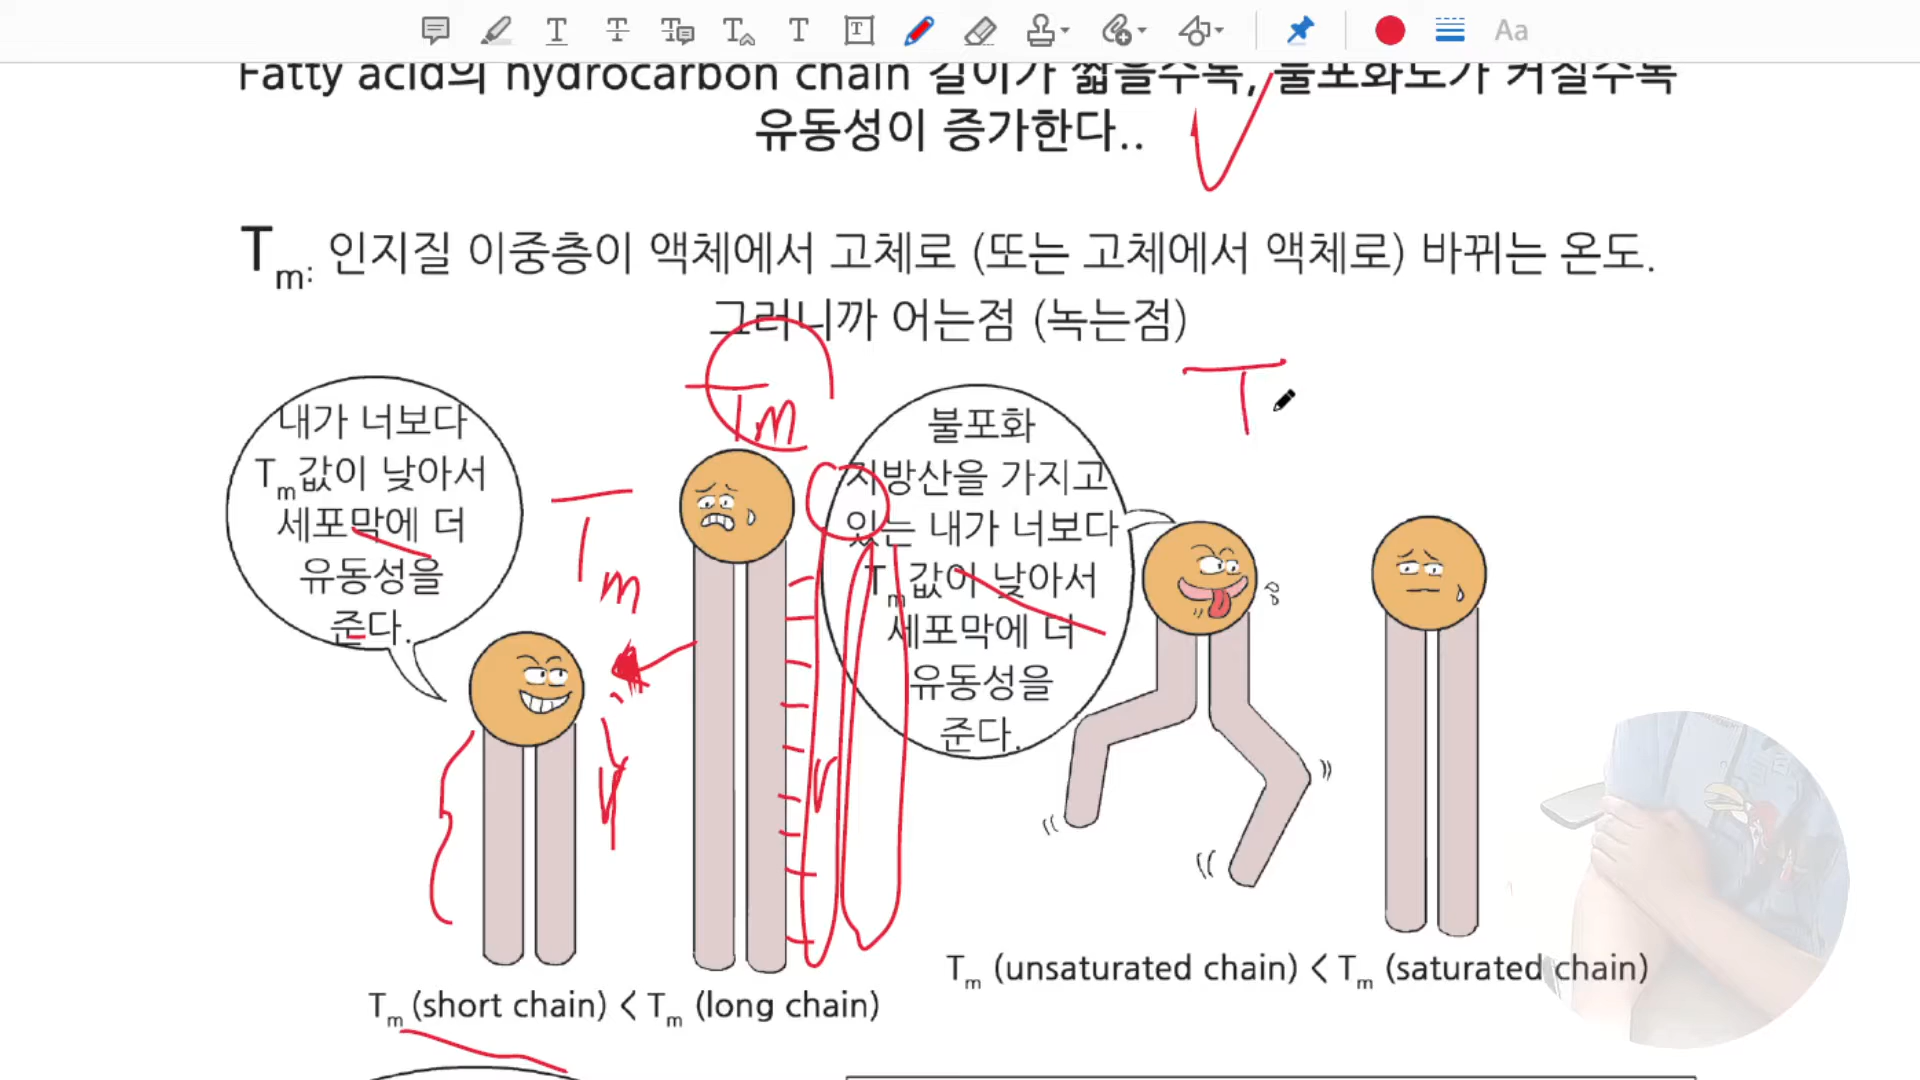 Fatty acid의 hydrocarbon chain 길이가 짧을수록, 불포화도가 커질수록
유동성이 증가한다..
Tm: 인지질 이중층이 액체에서 고체로 (또는 고체에서 액체로) 바뀌는 온도.
그러니까 어는점 (녹는점)
내가 너보다
Tm값이 낮아서
세포막에 더
유동성을
준다.
Tm
Tm
불포화
지방산을 가지고
있는 내가 너보다
Tm값이 낮아서
세포막에 더
유동성을
준다.
T
Tm (short chain) < Tm (long chain)
Tm (unsaturated chain) < Tm (saturated chain)
T
T
Aa